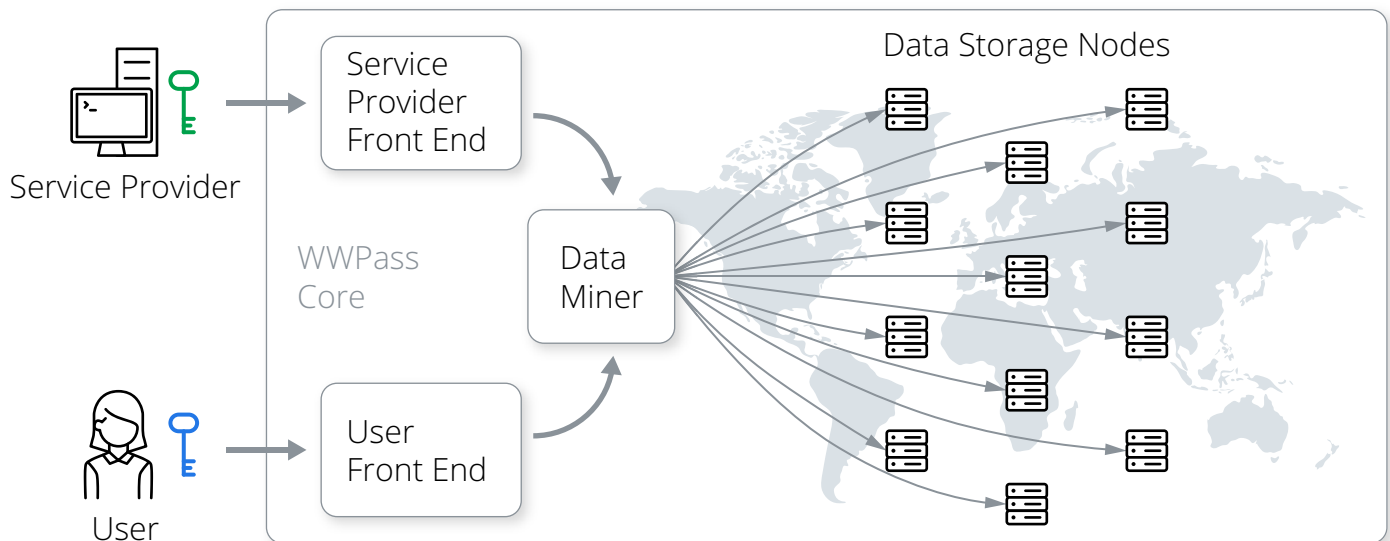 Data Storage Nodes
Service
Provider
Front End
Service Provider
WWPass
Core
Data
Miner
User
Front End
User